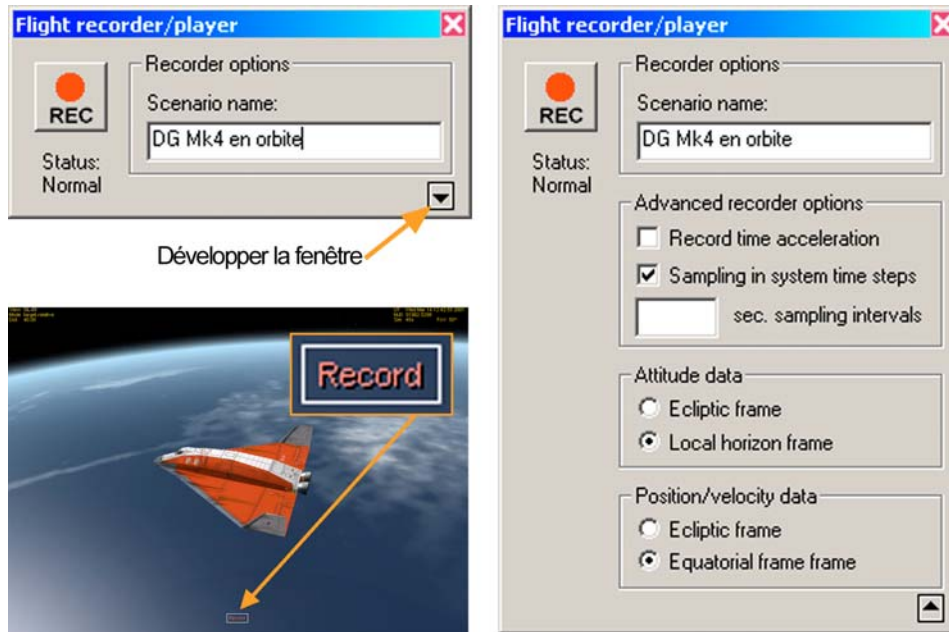 Flight recorder/player
Recorder options
REC
Scenario name:
DG Mk4 en orbite
Status:
Normal
Développer la fenêtre
Record
Flight recorder/player
Recorder options
REC
Scenario name:
DG Mk4 en orbite
Status:
Normal
Advanced recorder options
Record time acceleration
Sampling in system time steps
sec. sampling intervals
Attitude data
Ecliptic frame
Local horizon frame
Position/velocity data
Ecliptic frame
Equatorial frame frame